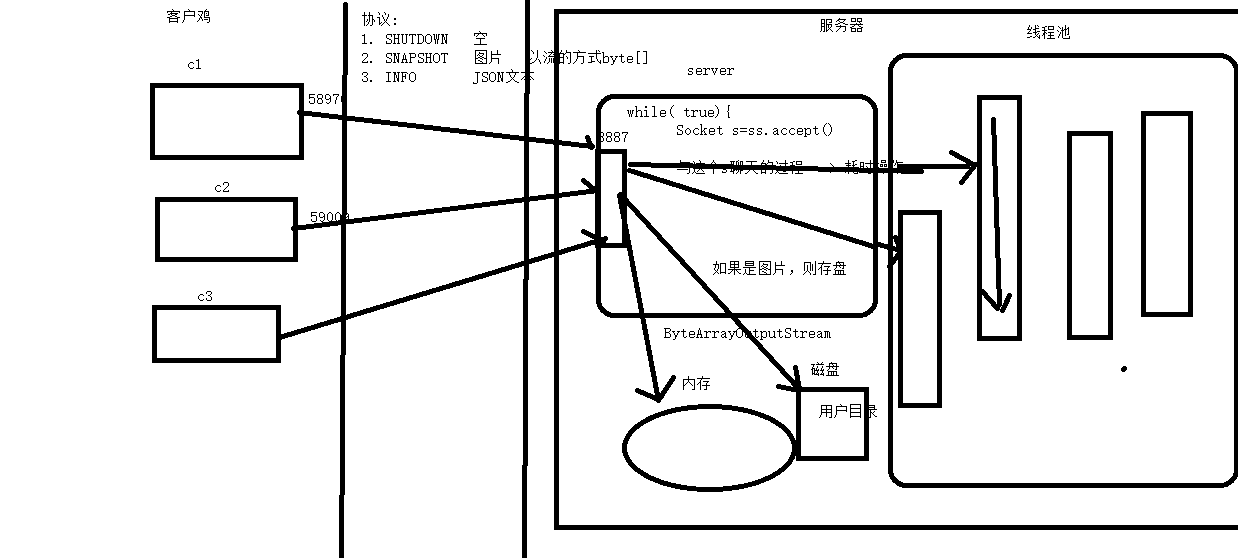 客户鸡
c1
58970
c2
59009
c3
协议:
1. SHUTDOWN 空
2. SNAPSHOT 图片 以流的方式byte[]
3. INFO JSON文本
服务器
server
while( true){
Socket s=ss.accept()
8887
与这个s聊天的过程 -> 耗时操作
如果是图片, 则存盘
ByteArrayOutputStream
内存
磁盘
用户目录
线程池